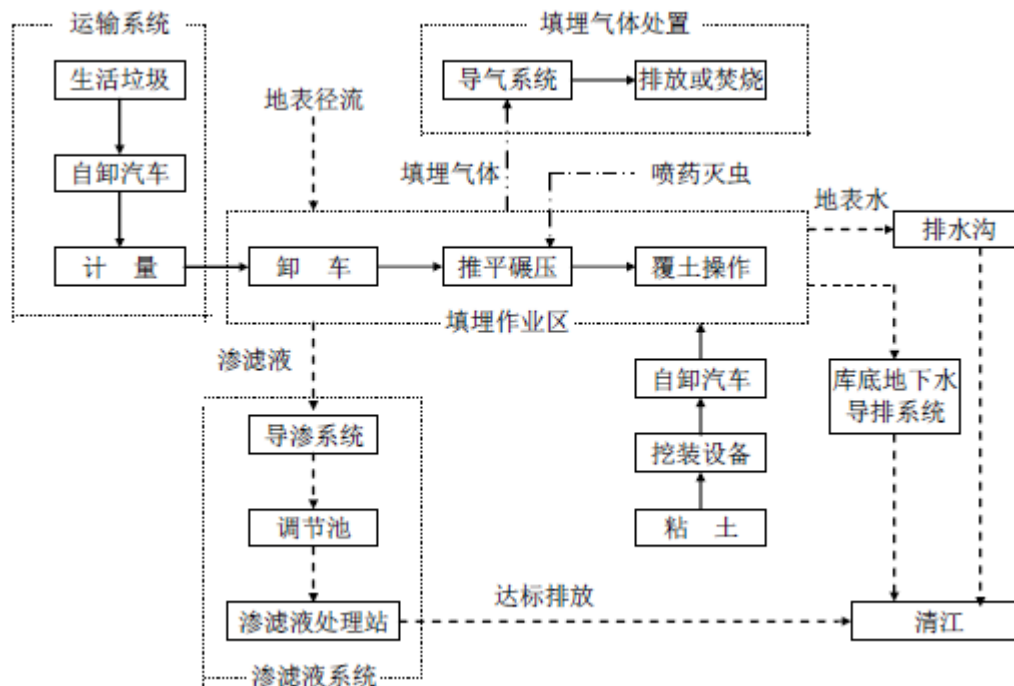 运输系统
生活垃圾
自卸汽车
计 量
填埋气体处置
导气系统
排放或焚烧
地表径流
填埋气体
喷药灭虫
地表水
排水沟
卸 车
推平碾压
覆土操作
填埋作业区
渗滤液
自卸汽车
库底地下水
导排系统
导渗系统
挖装设备
调节池
粘 土
达标排放
渗滤液处理站
清江
渗滤液系统